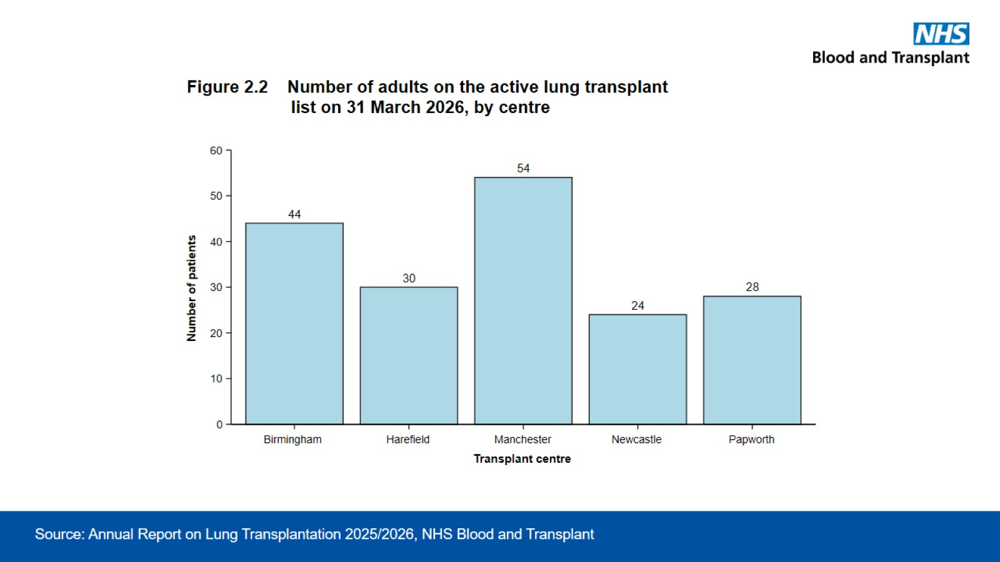 NHS
Blood and Transplant
Figure 2.2 Number of adults on the active lung transplant
list on 31 March 2026, by centre
60
50
40
30
20
10
0
Number of patients
44
30
54
24
28
Birmingham
Harefield
Manchester
Newcastle
Papworth
Transplant centre
Source: Annual Report on Lung Transplantation 2025/2026, NHS Blood and Transplant